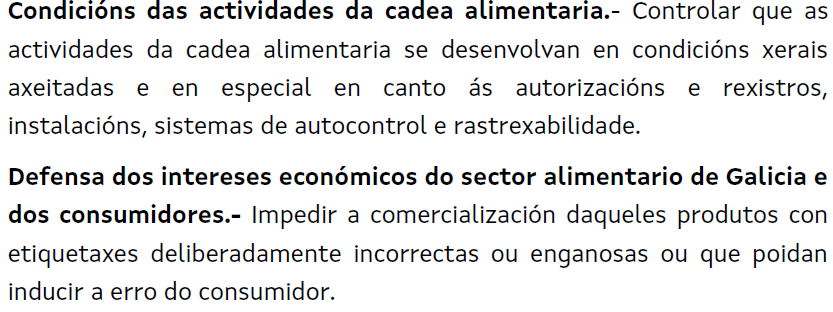 Condicións das actividades da cadea alimentaria.- Controlar que as
actividades da cadea alimentaria se desenvolvan en condicións xerais
axeitadas e en especial en canto ás autorizacións e rexistros,
instalacións, sistemas de autocontrol e rastrexabilidade.
Defensa dos intereses económicos do sector alimentario de Galicia e
dos consumidores.- Impedir a comercialización daqueles produtos con
etiquetaxes deliberadamente incorrectas ou enganosas ou que poidan
inducir a erro do consumidor.